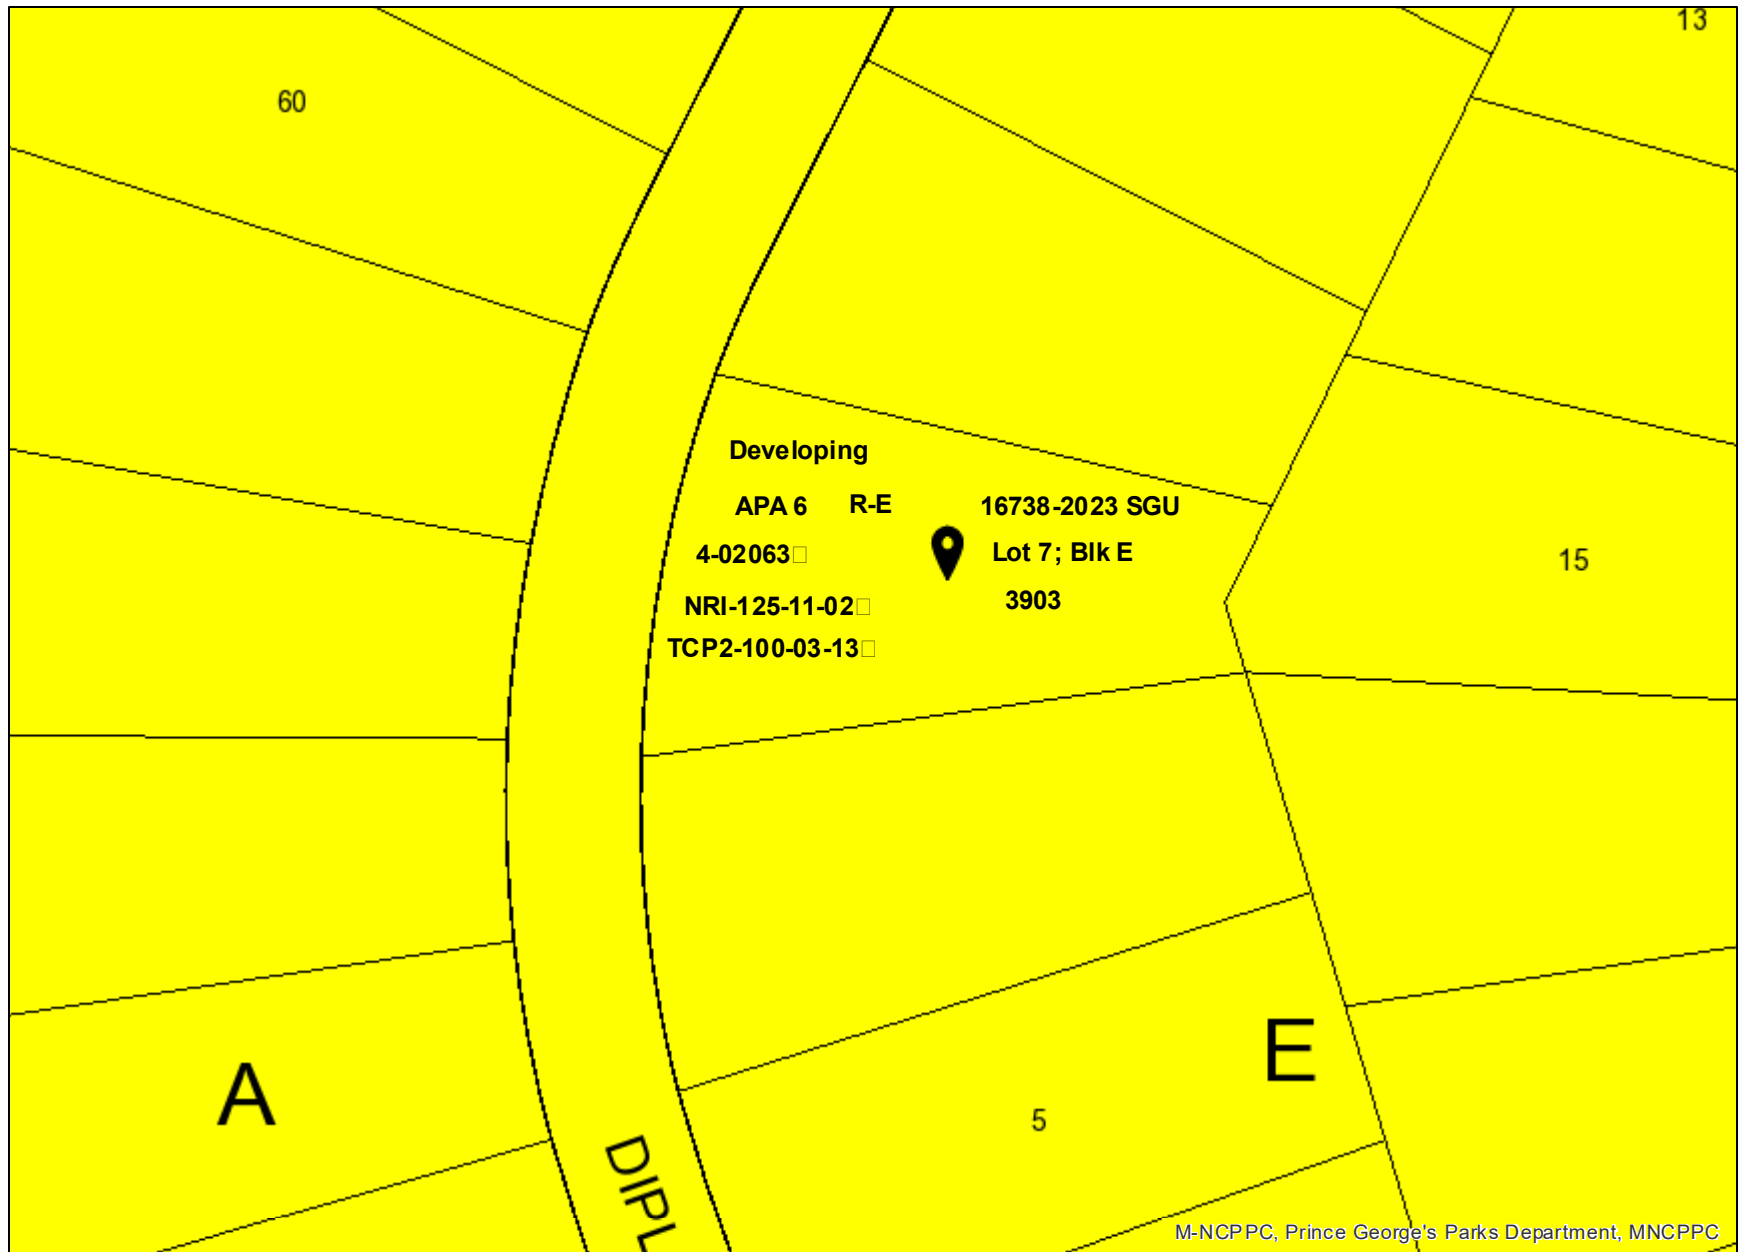 13
60
Developing
APA 6 R-E 16738-2023 SGU
4-02063 Lot 7; Blk E
NRI-125-11-02 3903
TCP2-100-03-13
15
E
A
5
DIPL
M-NCPPC, Prince George's Parks Department, MNCPPC